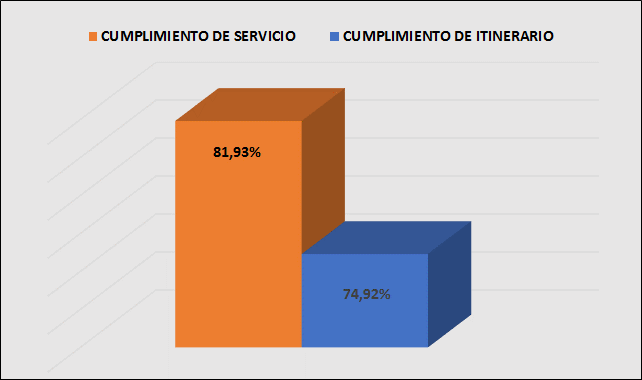 CUMPLIMIENTO DE SERVICIO CUMPLIMIENTO DE ITINERARIO
81,93%
74,92%